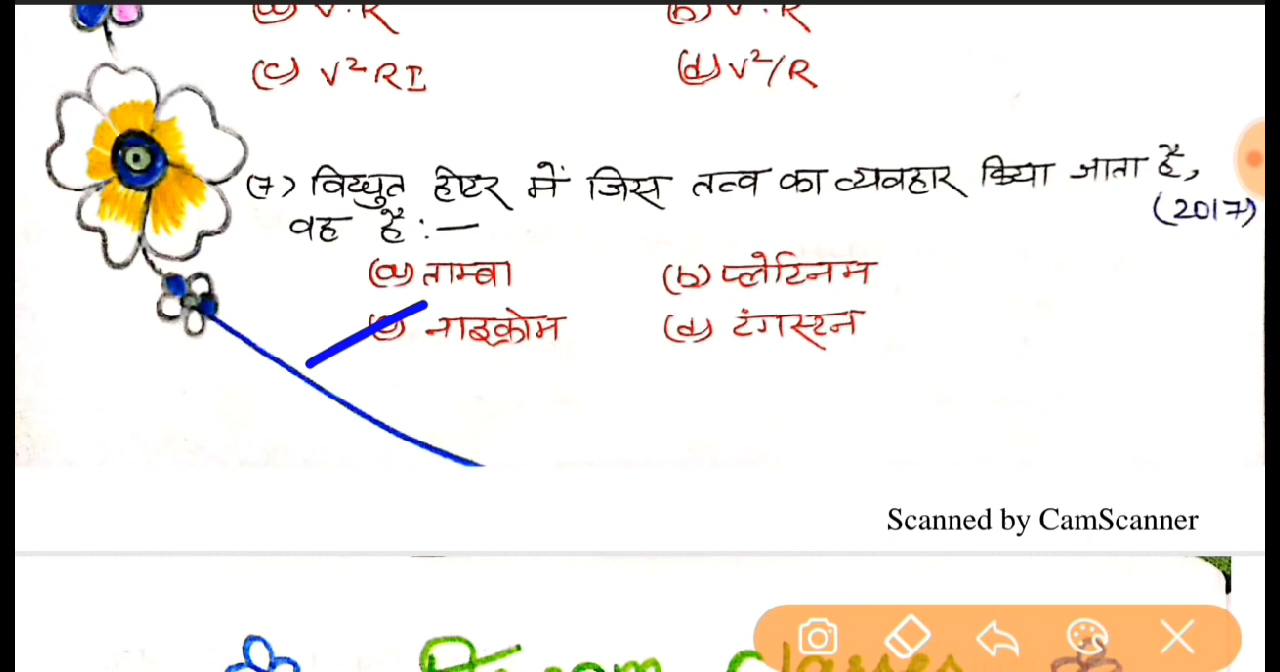 (c) V²RI (d) V²/R
(7) विध्धुत हीटर में जिस तत्व का व्यवहार किया जाता है,
(2017)
वह है :—
(a) ताम्बा (b) प्लेटिनम
(c) नाइक्रोम (d) टंगस्टन
Scanned by CamScanner